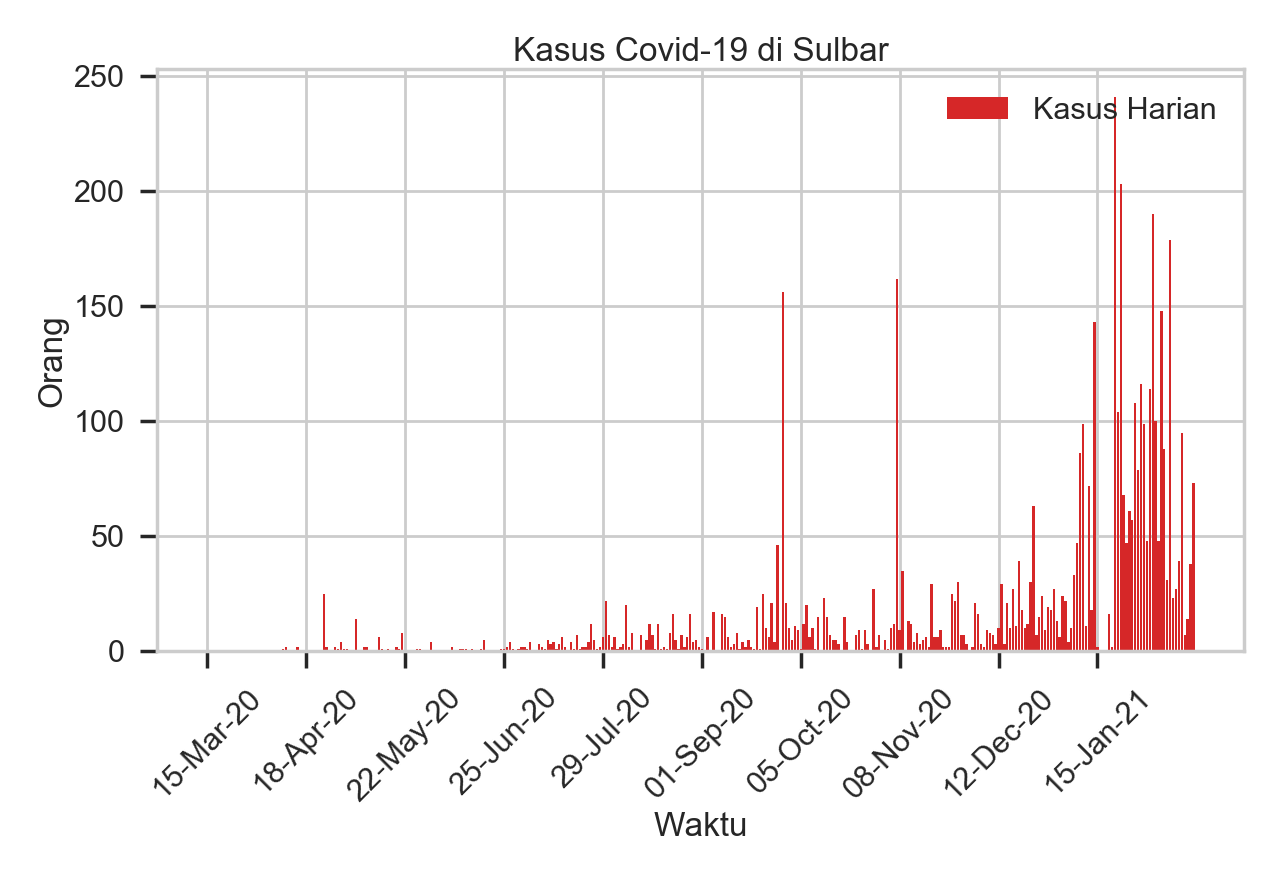 Kasus Covid-19 di Sulbar
250
200
150
100
50
0
Orang
Kasus Harian
15-Mar-20
18-Apr-20
22-May-20
25-Jun-20
29-Jul-20
01-Sep-20
05-Oct-20
08-Nov-20
12-Dec-20
15-Jan-21
Waktu